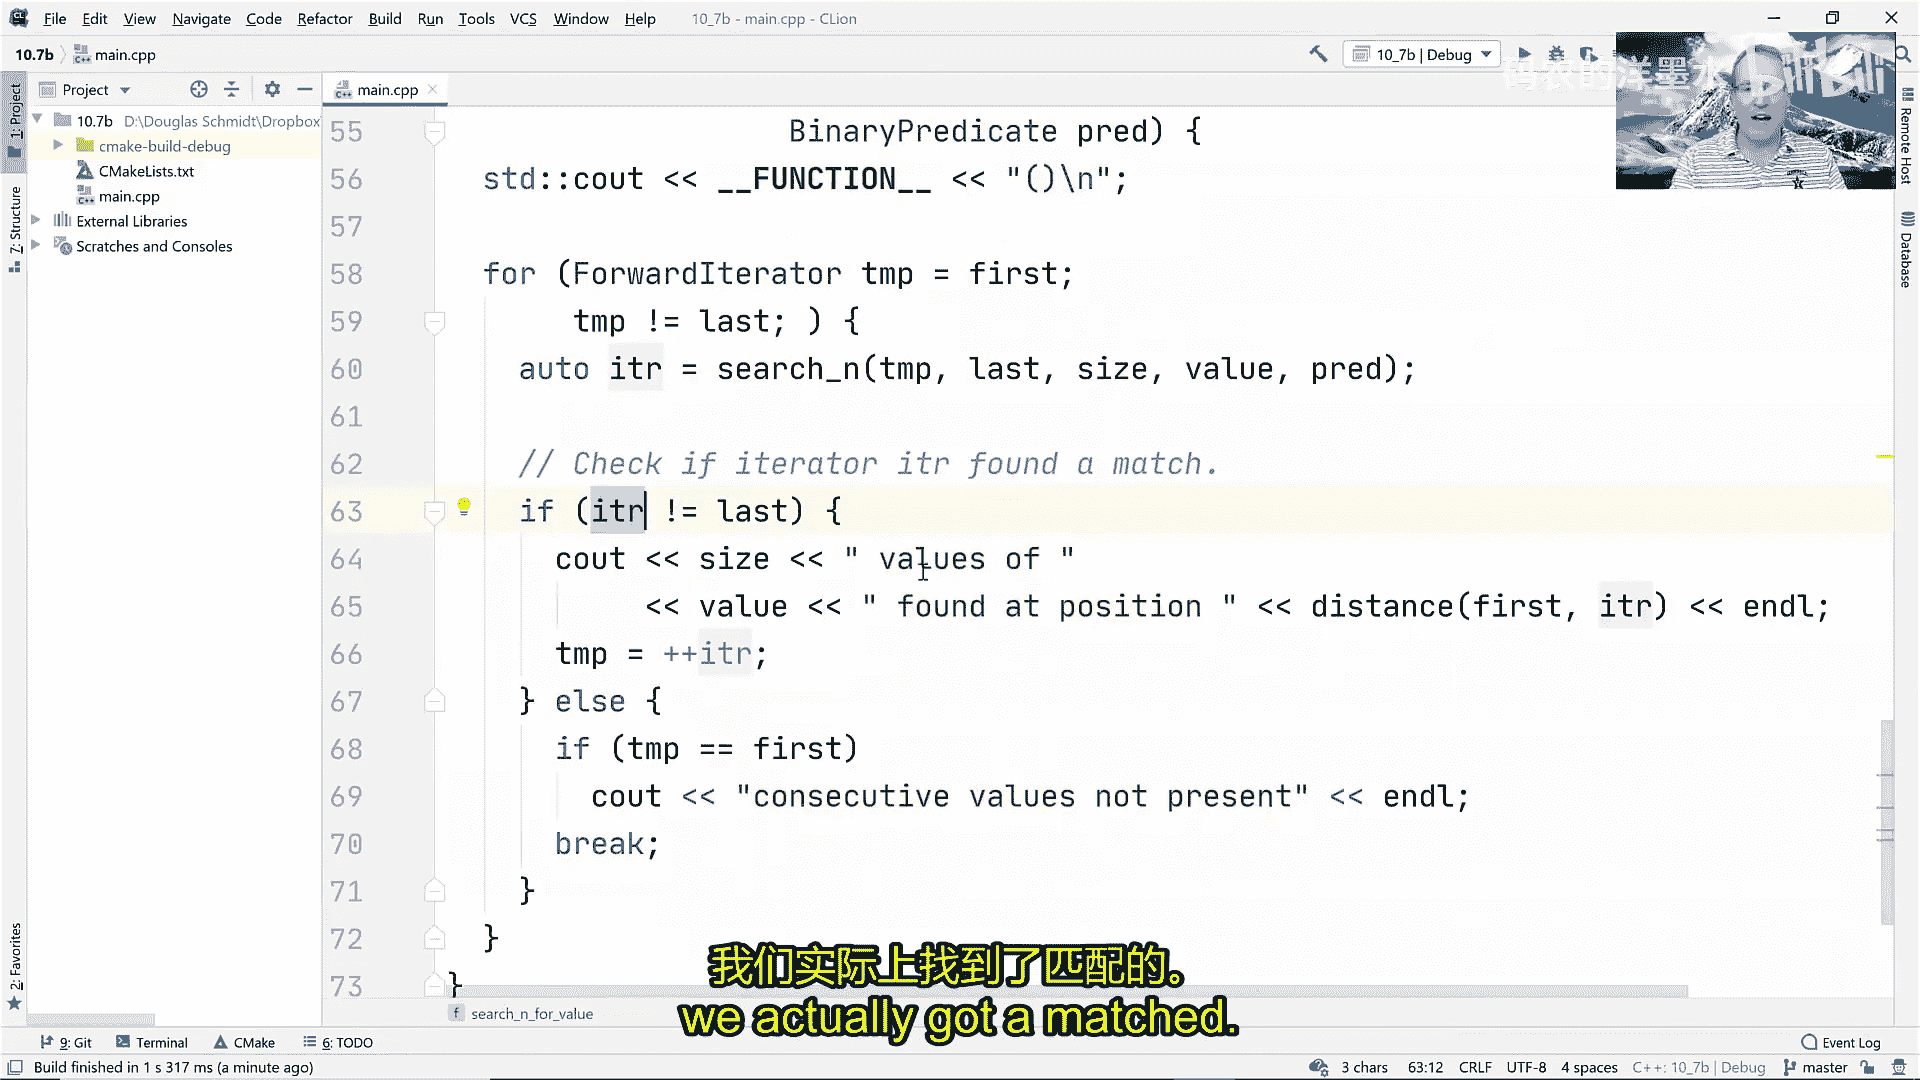 File Edit View Navigate Code Refactor Build Run Tools VCS Window Help 10_7b - main.cpp - CLion
10.7b main.cpp 10_7b | Debug
码农的洋墨水 bilibili
Project main.cpp
1: Project
7: Structure
2: Favorites
10.7b D:\Douglas Schmidt\Dropbox
cmake-build-debug
CMakeLists.txt
main.cpp
External Libraries
Scratches and Consoles
Remote Host
Database
55 BinaryPredicate pred) {
56 std::cout << __FUNCTION__ << "()\n";
57
58 for (ForwardIterator tmp = first;
59 tmp != last; ) {
60 auto itr = search_n(tmp, last, size, value, pred);
61
62 // Check if iterator itr found a match.
63 if (itr != last) {
64 cout << size << " values of "
65 << value << " found at position " << distance(first, itr) << endl;
66 tmp = ++itr;
67 } else {
68 if (tmp == first)
69 cout << "consecutive values not present" << endl;
70 break;
71 }
72 }
73 }
f search_n_for_value
我们实际上找到了匹配的。
we actually got a matched.
9: Git Terminal CMake 6: TODO Event Log
Build finished in 1 s 317 ms (a minute ago) 3 chars 63:12 CRLF UTF-8 4 spaces C++: 10_7b | Debug master